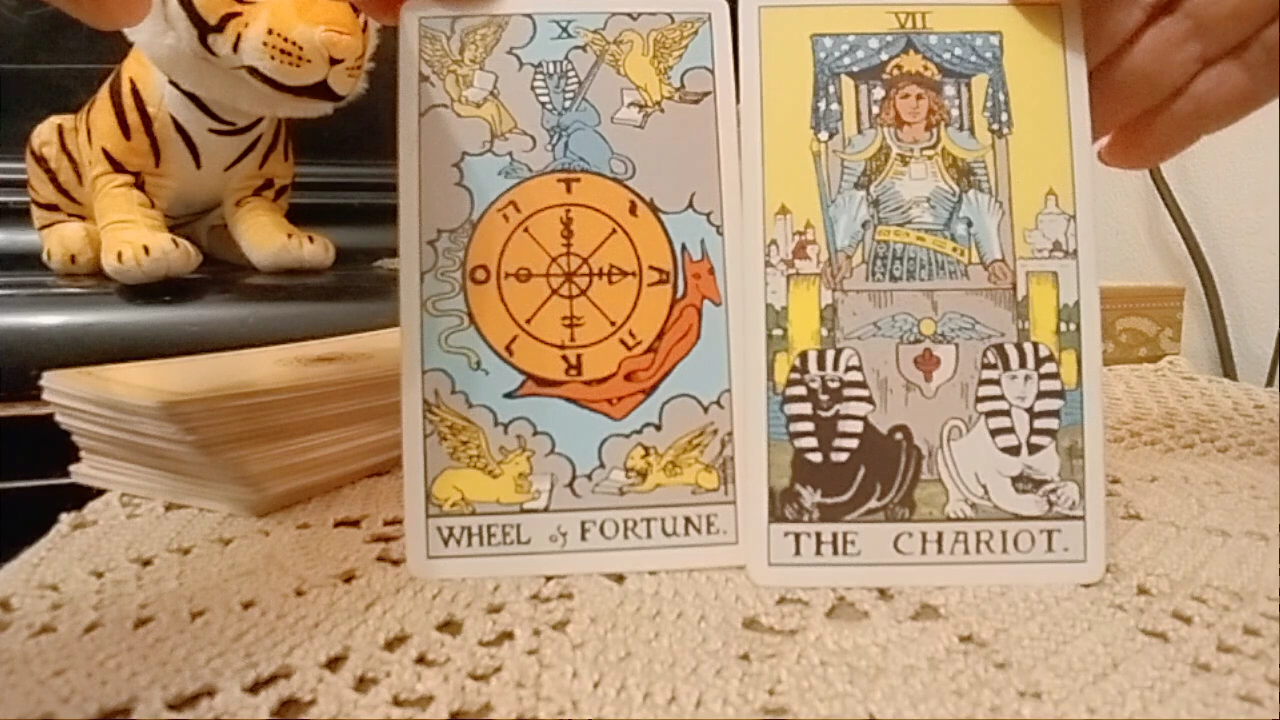 X
WHEEL of FORTUNE.
T
A
R
O
ה
ו
ה
י
VII
THE CHARIOT.